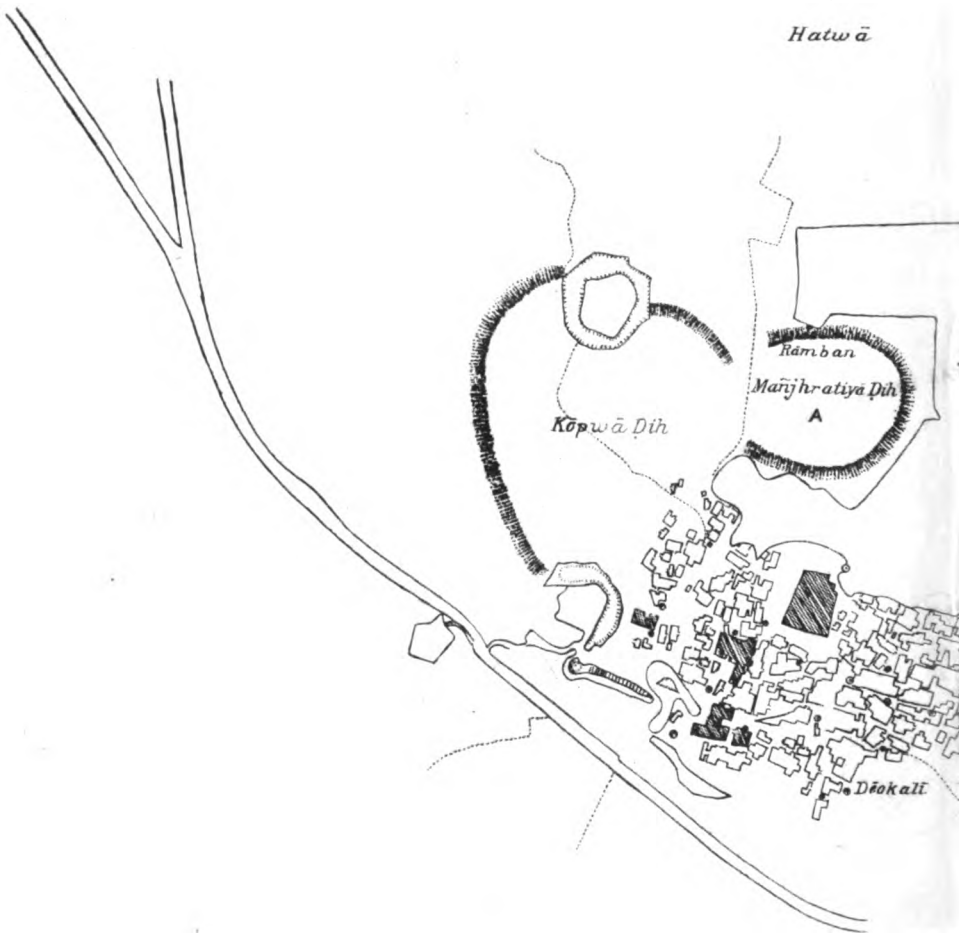 Hatwā
Rāmban
Mañjhratiyā Ḍih
A
Kōpwā Ḍih
Dēokalī